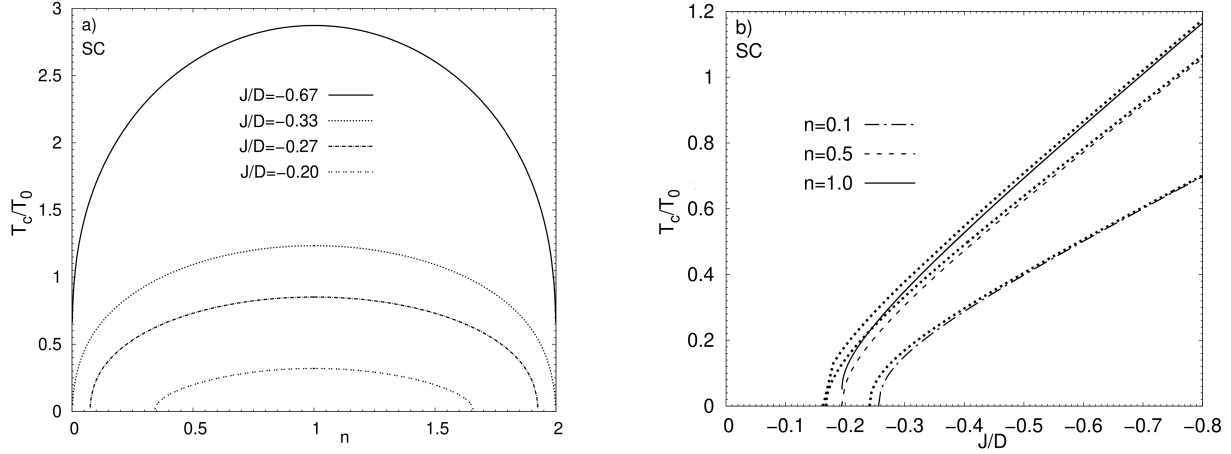 a)
SC
3
2.5
2
1.5
1
0.5
0
T_c/T_0
J/D=−0.67
J/D=−0.33
J/D=−0.27
J/D=−0.20
0 0.5 1 1.5 2
n
b)
SC
1.2
1
0.8
0.6
0.4
0.2
0
T_c/T_0
n=0.1
n=0.5
n=1.0
0 −0.1 −0.2 −0.3 −0.4 −0.5 −0.6 −0.7 −0.8
J/D